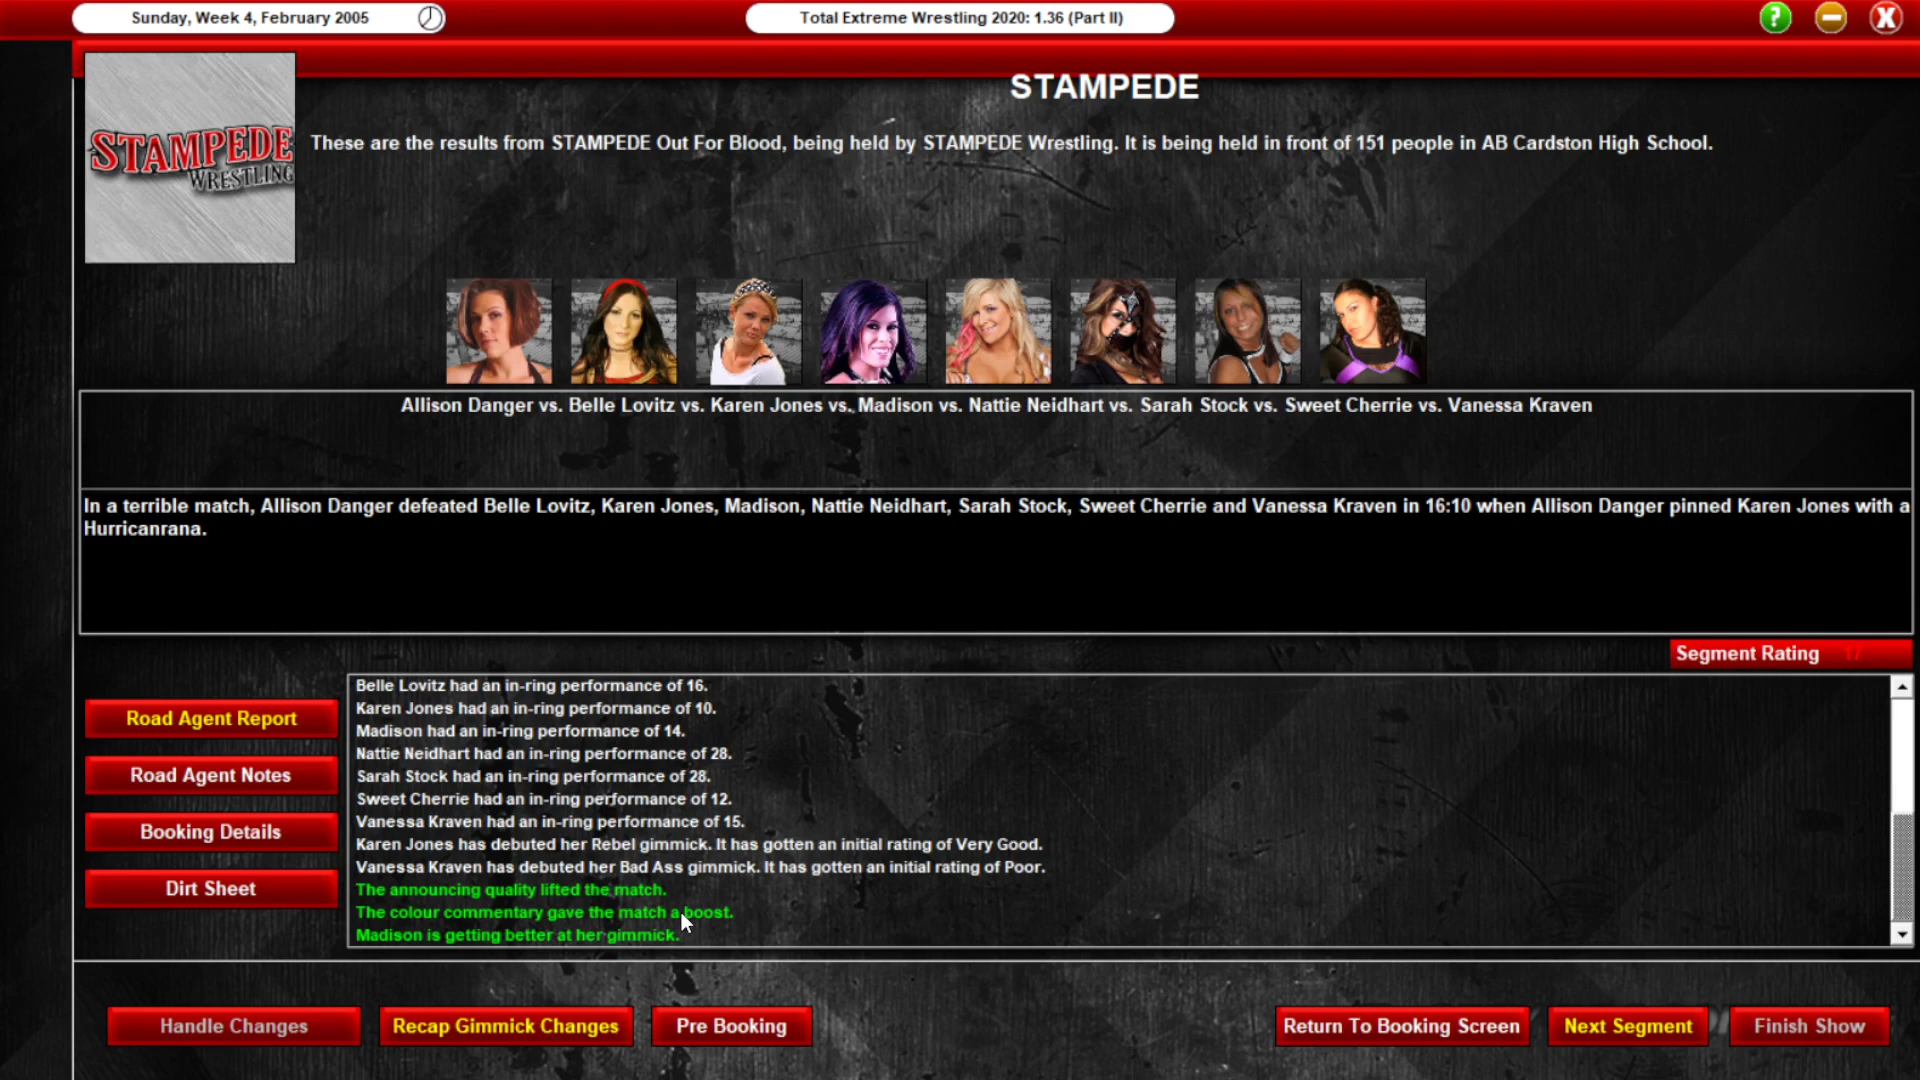 Sunday, Week 4, February 2005
Total Extreme Wrestling 2020: 1.36 (Part II)
?
X
STAMPEDE
STAMPEDE
WRESTLING
These are the results from STAMPEDE Out For Blood, being held by STAMPEDE Wrestling. It is being held in front of 151 people in AB Cardston High School.
Allison Danger vs. Belle Lovitz vs. Karen Jones vs. Madison vs. Nattie Neidhart vs. Sarah Stock vs. Sweet Cherrie vs. Vanessa Kraven
In a terrible match, Allison Danger defeated Belle Lovitz, Karen Jones, Madison, Nattie Neidhart, Sarah Stock, Sweet Cherrie and Vanessa Kraven in 16:10 when Allison Danger pinned Karen Jones with a
Hurricanrana.
Segment Rating 17
Road Agent Report
Road Agent Notes
Booking Details
Dirt Sheet
Belle Lovitz had an in-ring performance of 16.
Karen Jones had an in-ring performance of 10.
Madison had an in-ring performance of 14.
Nattie Neidhart had an in-ring performance of 28.
Sarah Stock had an in-ring performance of 28.
Sweet Cherrie had an in-ring performance of 12.
Vanessa Kraven had an in-ring performance of 15.
Karen Jones has debuted her Rebel gimmick. It has gotten an initial rating of Very Good.
Vanessa Kraven has debuted her Bad Ass gimmick. It has gotten an initial rating of Poor.
The announcing quality lifted the match.
The colour commentary gave the match a boost.
Madison is getting better at her gimmick.
Handle Changes
Recap Gimmick Changes
Pre Booking
Return To Booking Screen
Next Segment
Finish Show